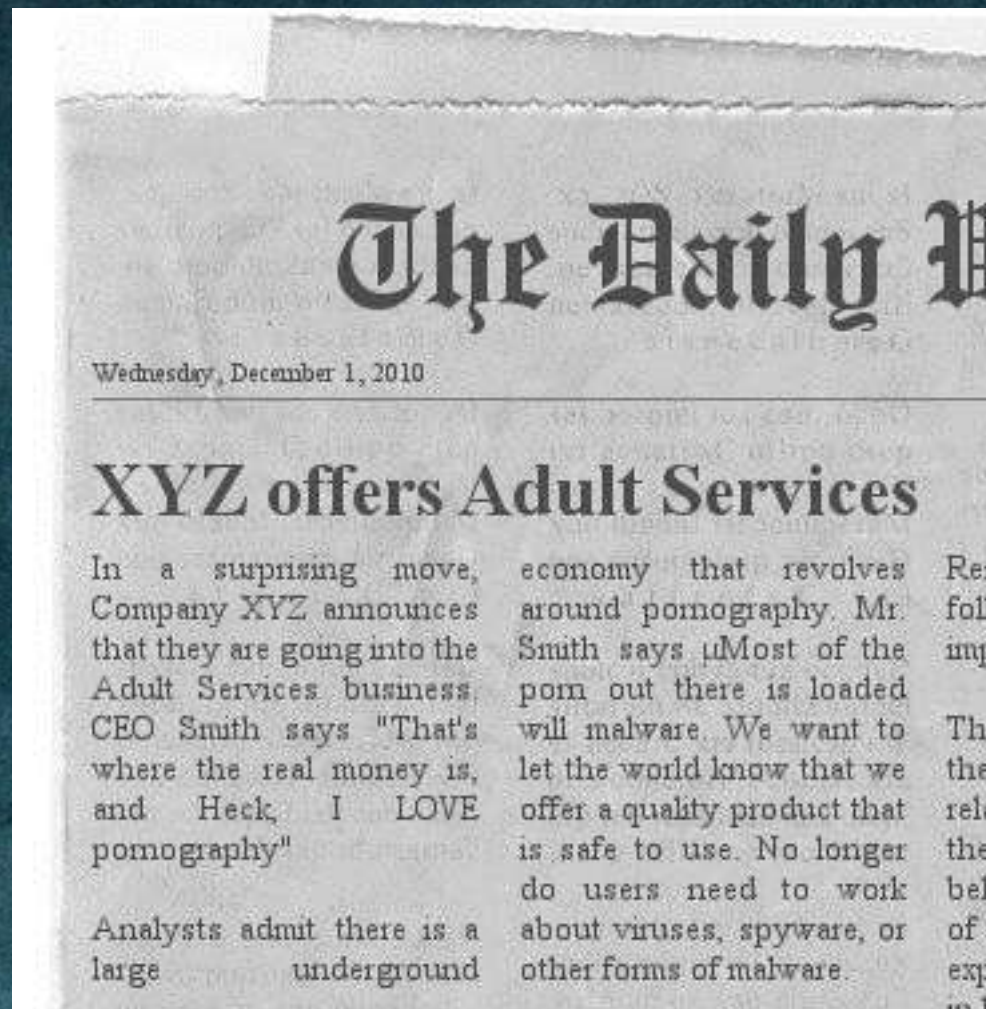 The Daily
Wednesday, December 1, 2010
XYZ offers Adult Services
In a surprising move,
Company XYZ announces
that they are going into the
Adult Services business.
CEO Smith says "That's
where the real money is,
and Heck, I LOVE
pornography"
Analysts admit there is a
large underground
economy that revolves
around pornography. Mr.
Smith says µMost of the
porn out there is loaded
will malware. We want to
let the world know that we
offer a quality product that
is safe to use. No longer
do users need to work
about viruses, spyware, or
other forms of malware.